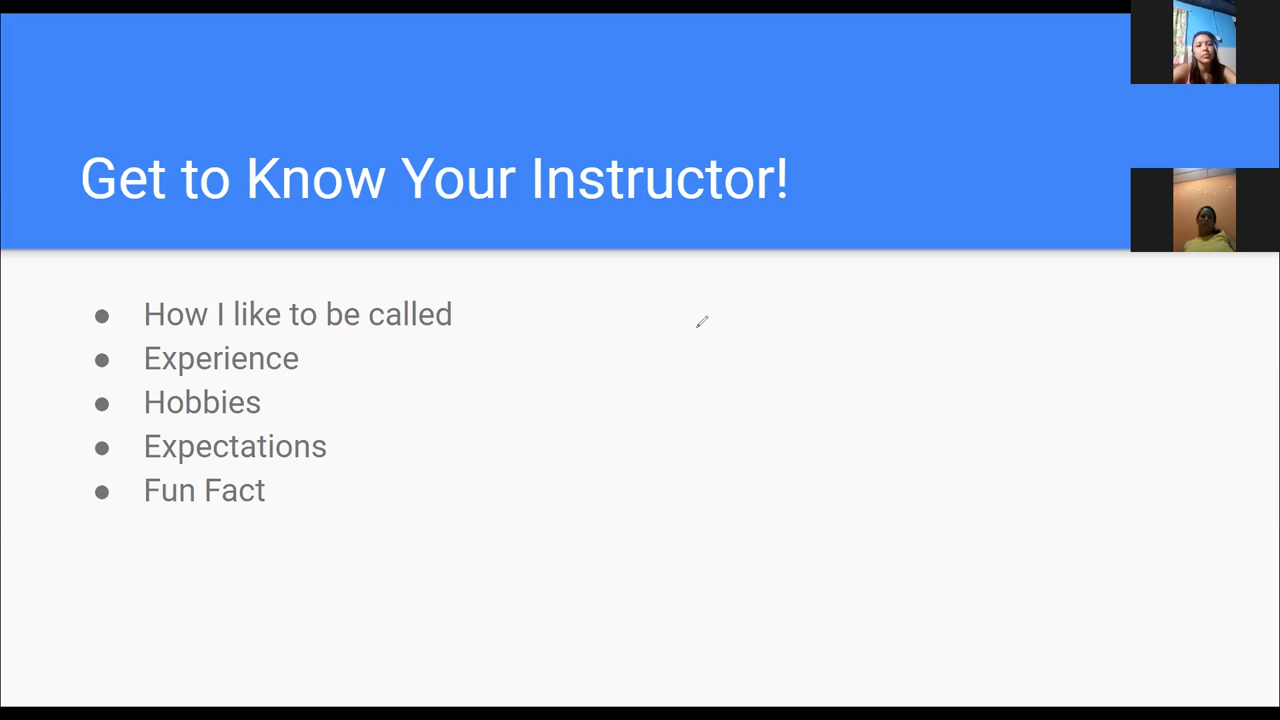 Get to Know Your Instructor!
● How I like to be called
● Experience
● Hobbies
● Expectations
● Fun Fact